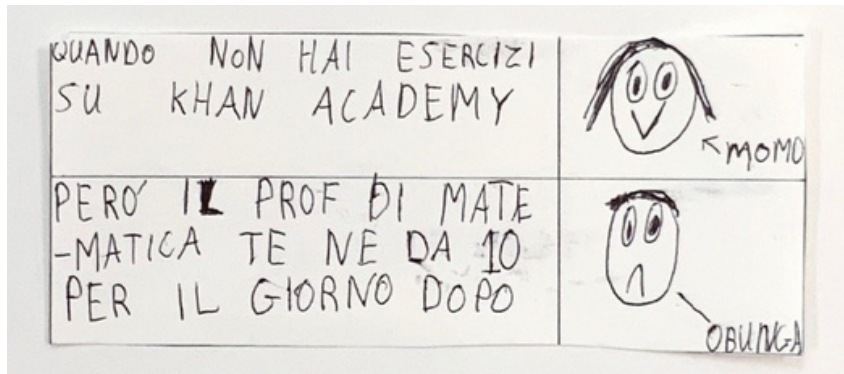 QUANDO NON HAI ESERCIZI
SU KHAN ACADEMY
MOMO
PERÓ IL PROF DI MATE
-MATICA TE NE DA 10
PER IL GIORNO DOPO
OBUNGA